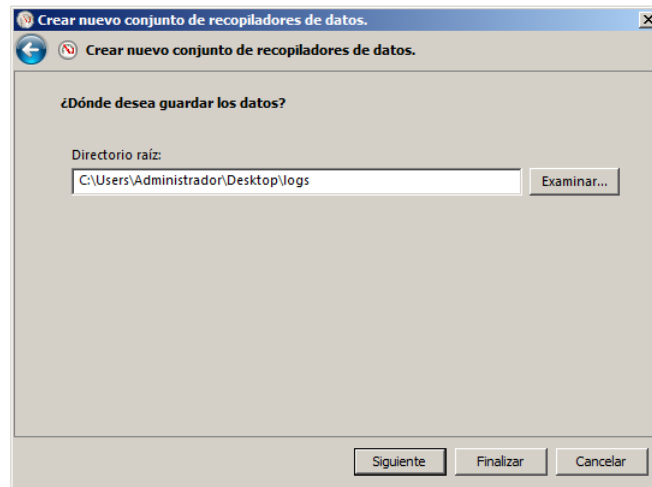 Crear nuevo conjunto de recopiladores de datos.
Crear nuevo conjunto de recopiladores de datos.
¿Dónde desea guardar los datos?
Directorio raíz:
C:\Users\Administrador\Desktop\logs
Examinar...
Siguiente
Finalizar
Cancelar